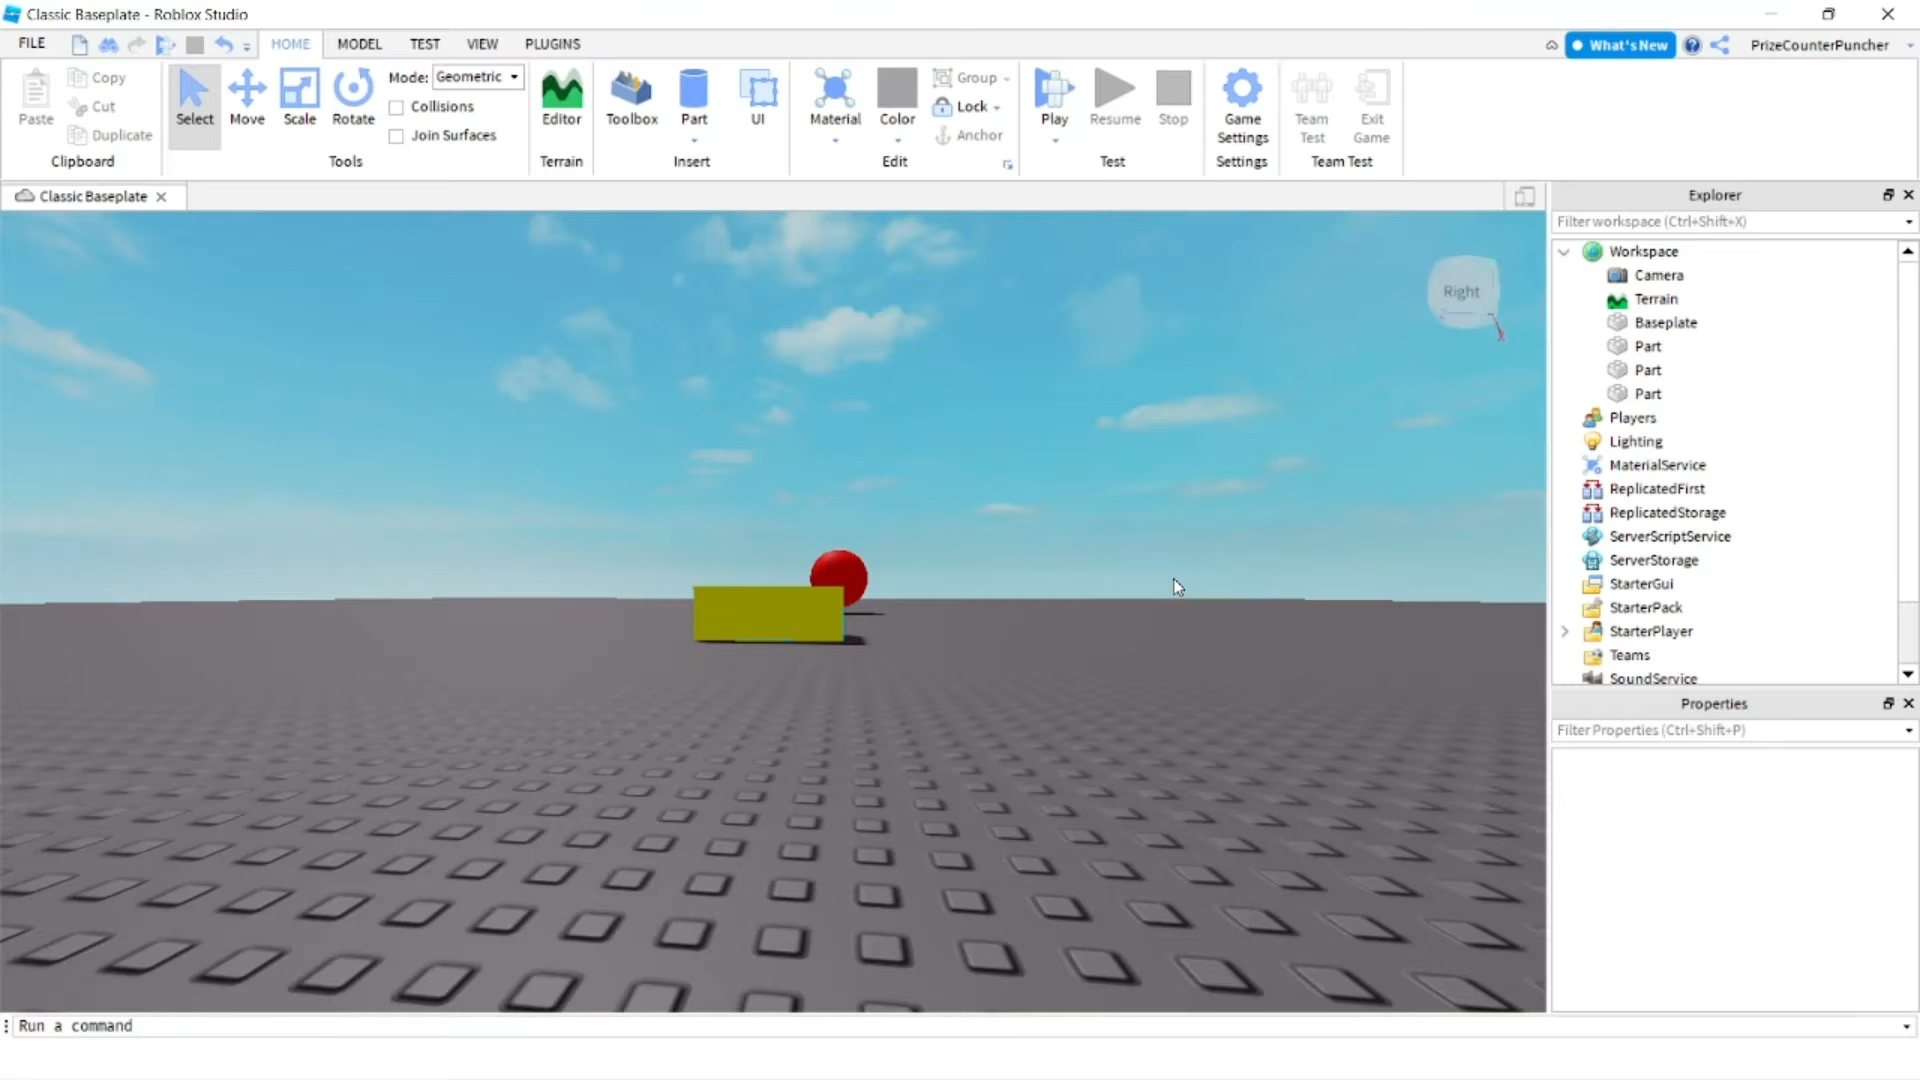 Classic Baseplate - Roblox Studio
FILE
HOME
MODEL
TEST
VIEW
PLUGINS
What's New
PrizeCounterPuncher
Paste
Copy
Cut
Duplicate
Clipboard
Select
Move
Scale
Rotate
Mode: Geometric
Collisions
Join Surfaces
Tools
Editor
Terrain
Toolbox
Part
UI
Insert
Material
Color
Group
Lock
Anchor
Edit
Play
Resume
Stop
Test
Game
Settings
Settings
Team
Test
Exit
Game
Team Test
Classic Baseplate
Right
X
Explorer
Filter workspace (Ctrl+Shift+X)
Workspace
Camera
Terrain
Baseplate
Part
Part
Part
Players
Lighting
MaterialService
ReplicatedFirst
ReplicatedStorage
ServerScriptService
ServerStorage
StarterGui
StarterPack
StarterPlayer
Teams
SoundService
Properties
Filter Properties (Ctrl+Shift+P)
Run a command